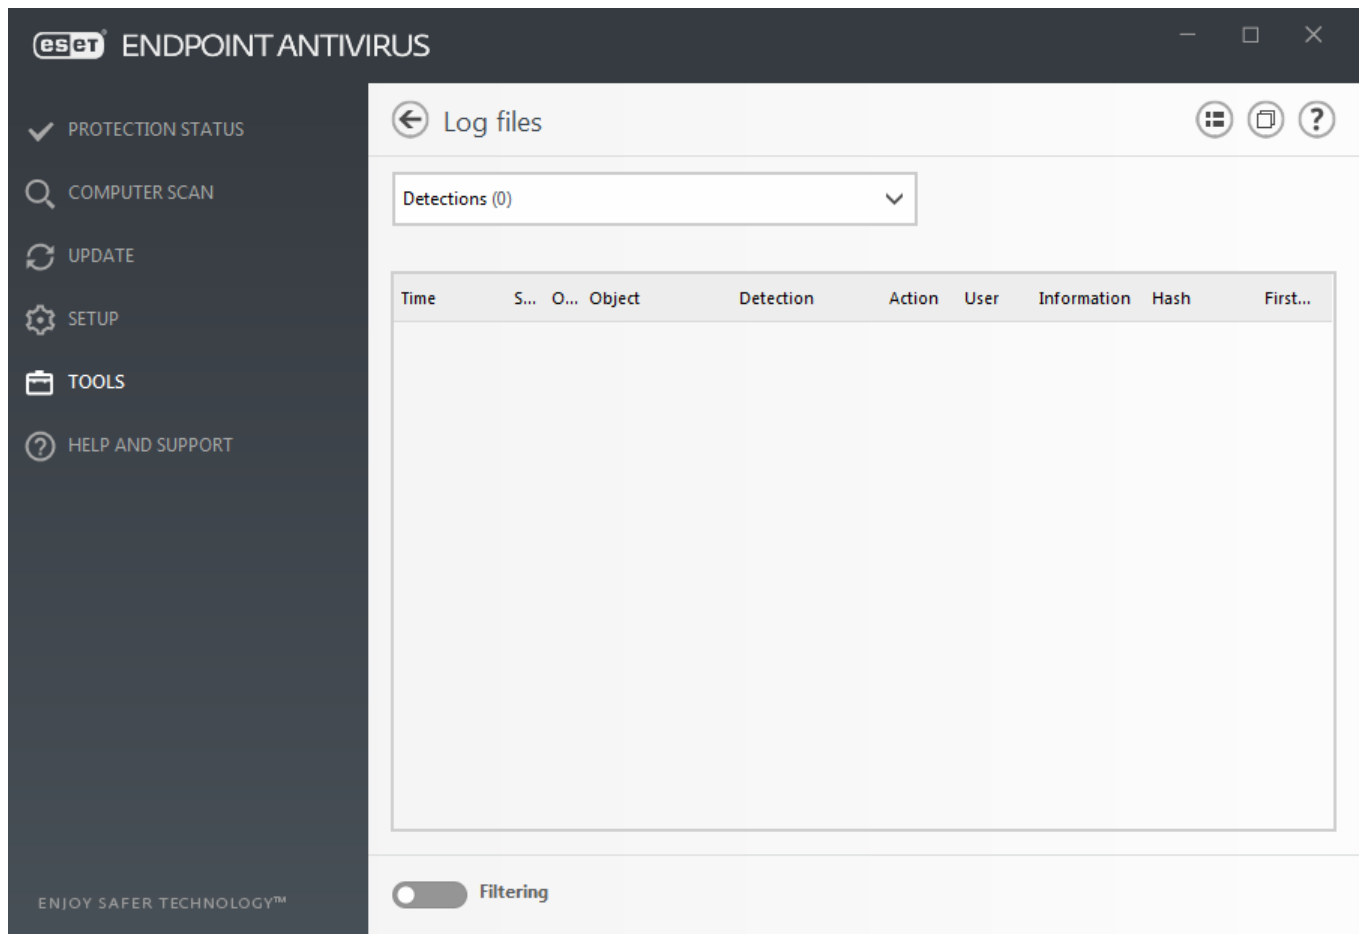 eset ENDPOINT ANTIVIRUS
PROTECTION STATUS
COMPUTER SCAN
UPDATE
SETUP
TOOLS
HELP AND SUPPORT
ENJOY SAFER TECHNOLOGY™
Log files
?
Detections (0)
Time S... O... Object Detection Action User Information Hash First...
Filtering